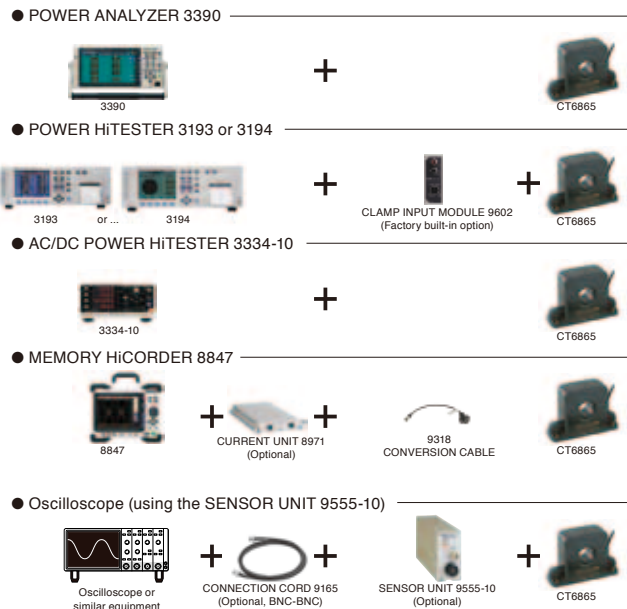 ● POWER ANALYZER 3390
3390
CT6865
● POWER HiTESTER 3193 or 3194
3193 or ... 3194
CLAMP INPUT MODULE 9602
(Factory built-in option)
CT6865
● AC/DC POWER HiTESTER 3334-10
3334-10
CT6865
● MEMORY HiCORDER 8847
8847
CURRENT UNIT 8971
(Optional)
9318
CONVERSION CABLE
CT6865
● Oscilloscope (using the SENSOR UNIT 9555-10)
Oscilloscope or
similar equipment
CONNECTION CORD 9165
(Optional, BNC-BNC)
SENSOR UNIT 9555-10
(Optional)
CT6865